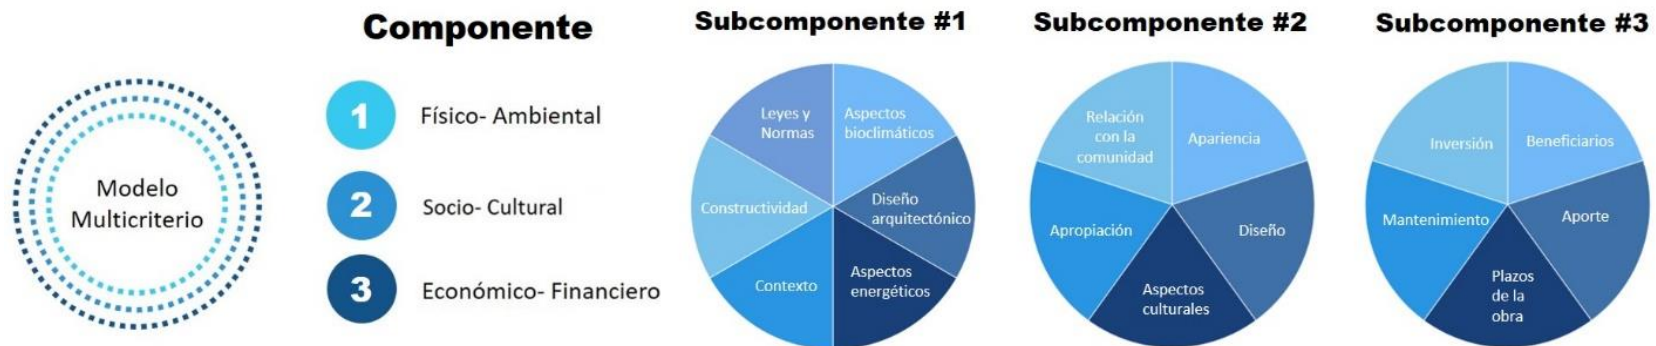 Modelo
Multicriterio
Componente
1
Físico- Ambiental
2
Socio- Cultural
3
Económico- Financiero
Subcomponente #1
Leyes y
Normas
Aspectos
bioclimáticos
Constructividad
Diseño
arquitectónico
Contexto
Aspectos
energéticos
Subcomponente #2
Relación
con la
comunidad
Apariencia
Apropiación
Diseño
Aspectos
culturales
Subcomponente #3
Inversión
Beneficiarios
Mantenimiento
Aporte
Plazos
de la
obra